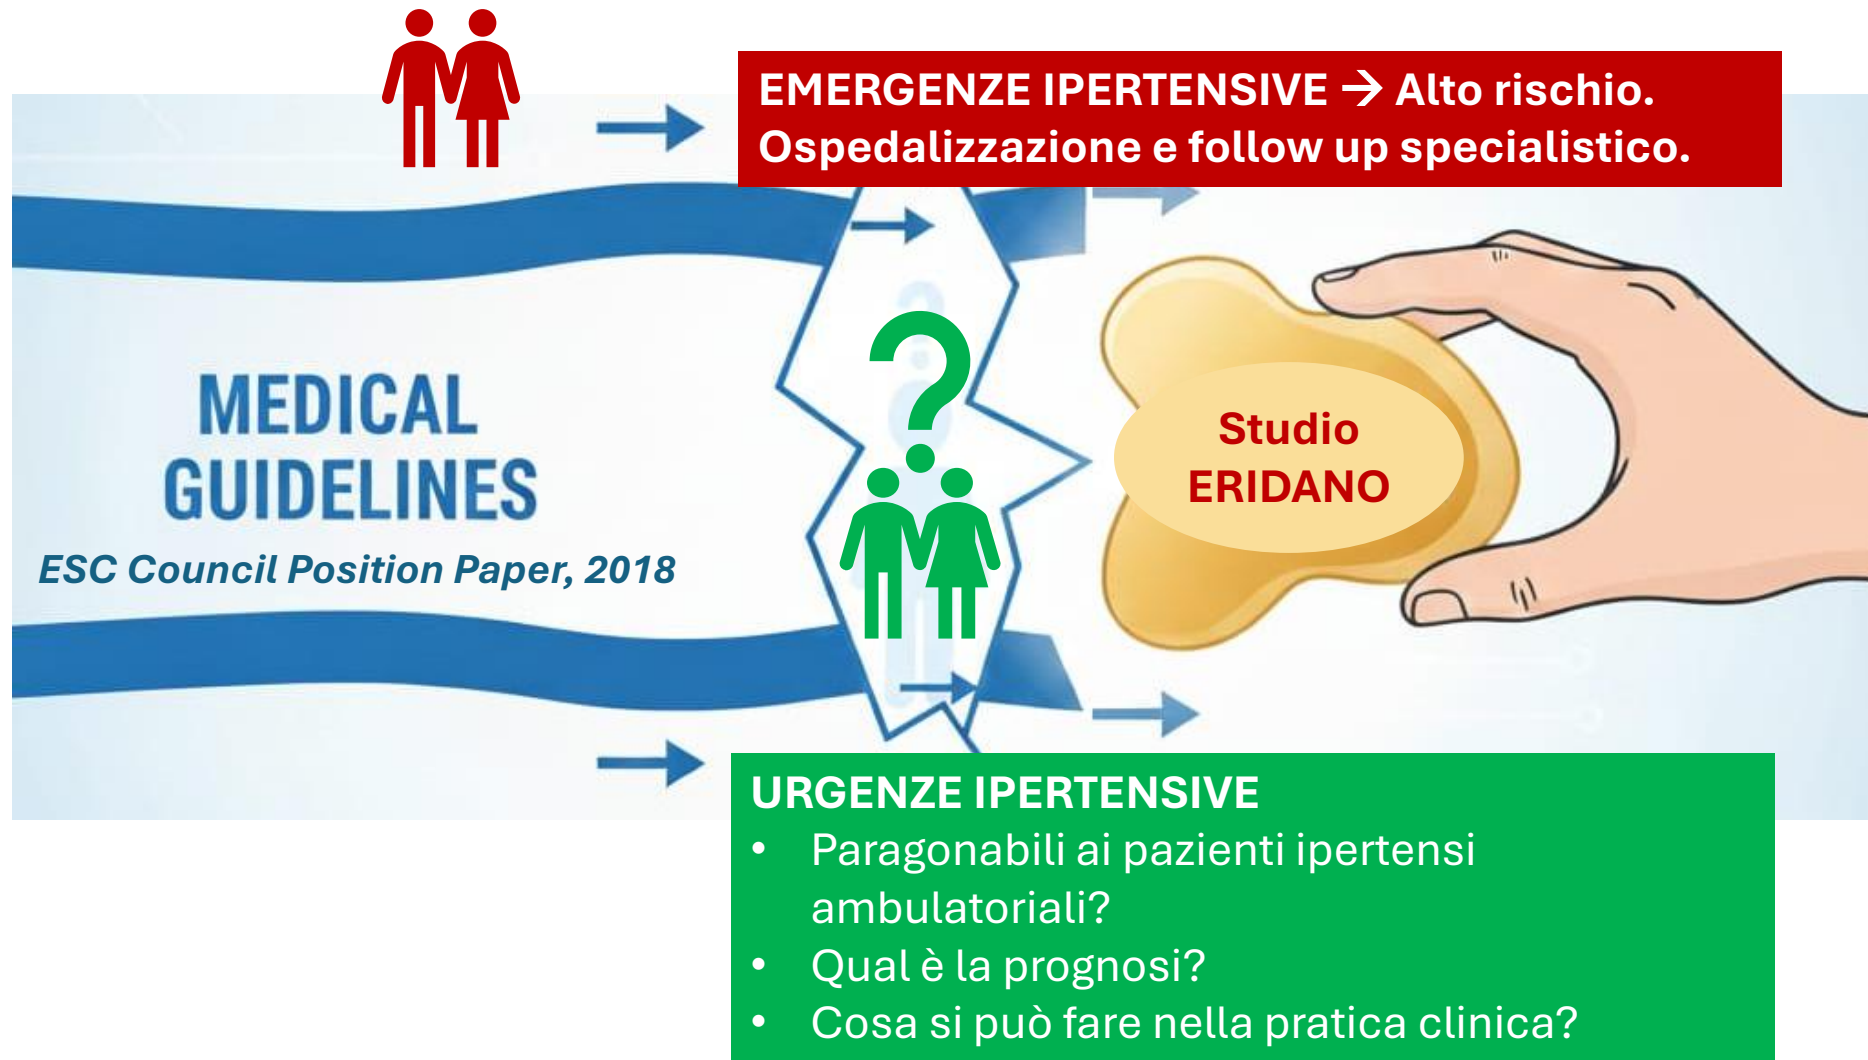 EMERGENZE IPERTENSIVE → Alto rischio.
Ospedalizzazione e follow up specialistico.
MEDICAL
GUIDELINES
ESC Council Position Paper, 2018
?
Studio
ERIDANO
URGENZE IPERTENSIVE
• Paragonabili ai pazienti ipertensi
ambulatoriali?
• Qual è la prognosi?
• Cosa si può fare nella pratica clinica?